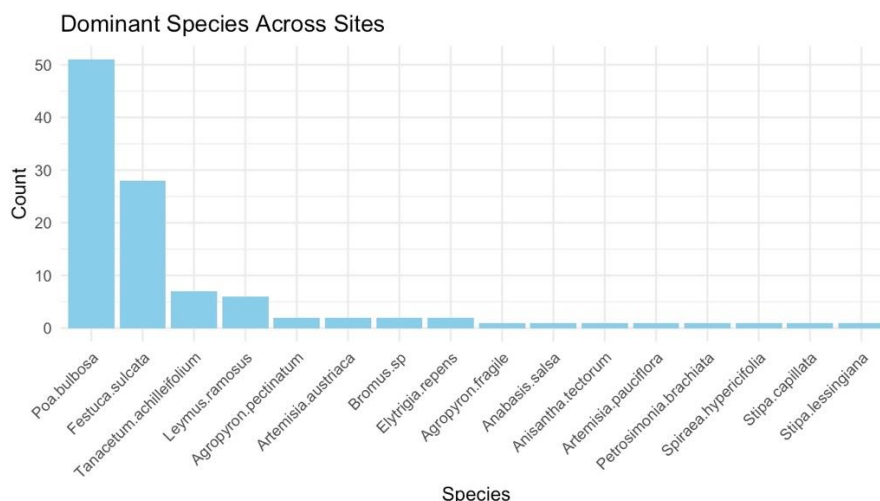 Dominant Species Across Sites
Count
50
40
30
20
10
0
Poa.bulbosa
Festuca.sulcata
Tanacetum.achilleifolium
Leymus.ramosus
Agropyron.pectinatum
Artemisia.austriaca
Bromus.sp
Elytrigia.repens
Agropyron.fragile
Anabasis.salsa
Anisantha.tectorum
Artemisia.pauciflora
Petrosimonia.brachiata
Spiraea.hypericifolia
Stipa.capillata
Stipa.lessingiana
Species